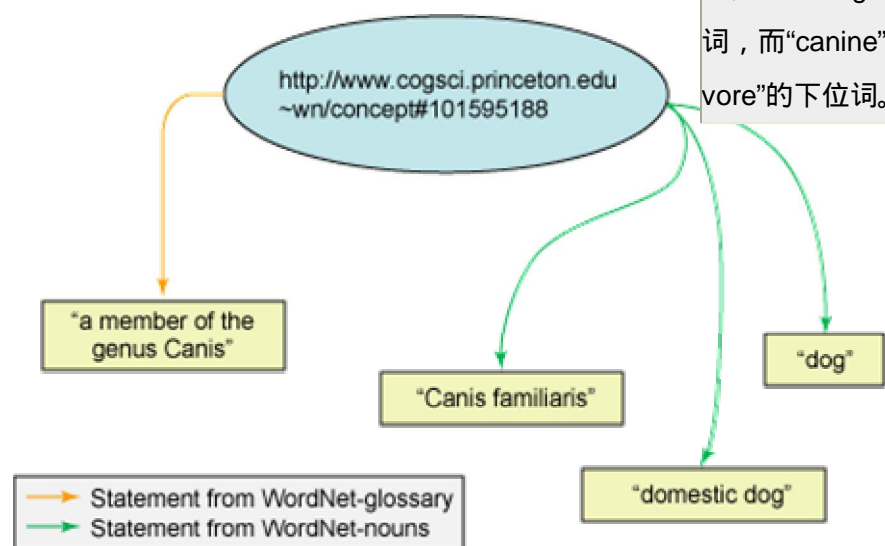 词，而“canine”
vore”的下位词。
http://www.cogsci.princeton.edu
~wn/concept#101595188
“a member of the
genus Canis”
“Canis familiaris”
“dog”
“domestic dog”
Statement from WordNet-glossary
Statement from WordNet-nouns